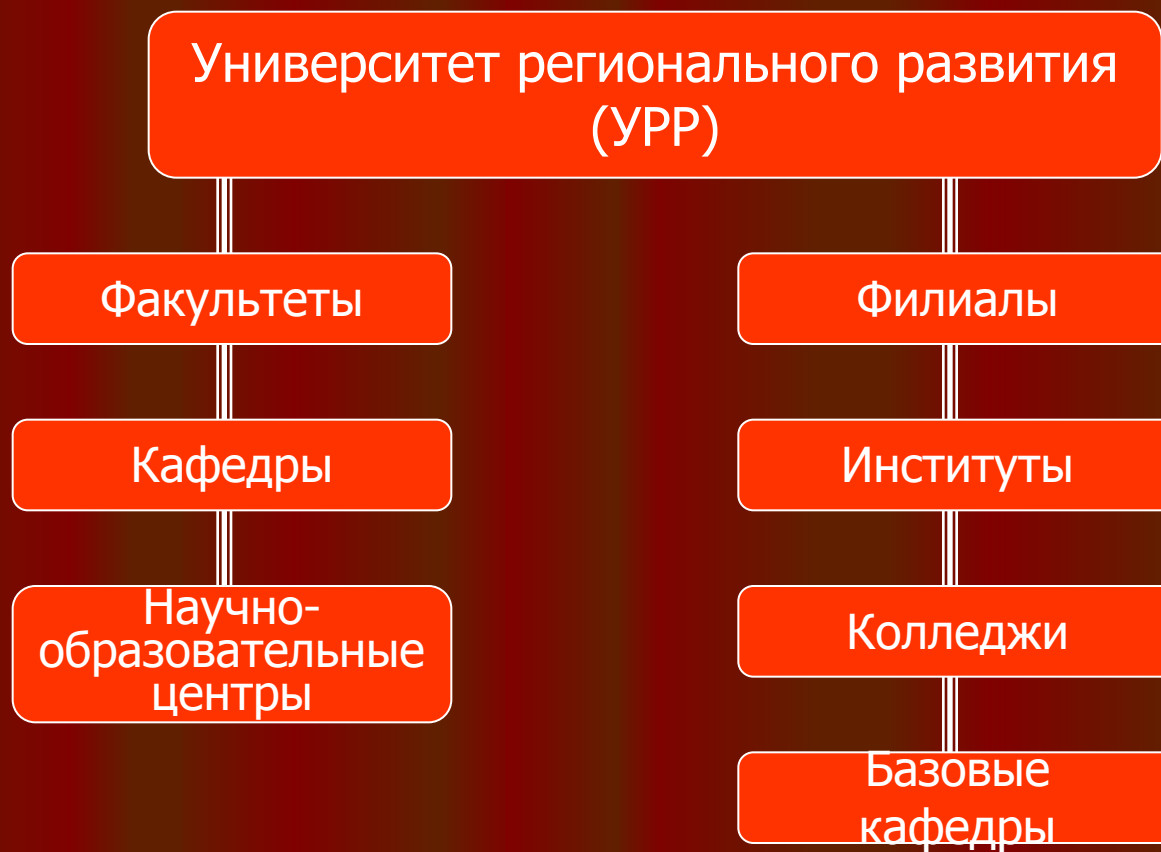 Университет регионального развития
(УРР)
Факультеты
Филиалы
Кафедры
Институты
Научно-
образовательные
центры
Колледжи
Базовые
кафедры